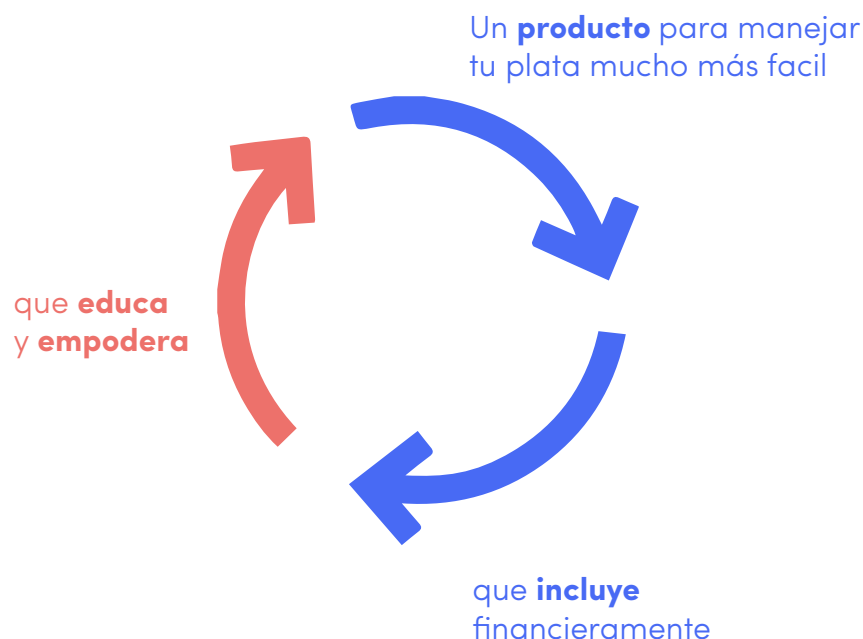 Un producto para manejar
tu plata mucho más facil
que educa
y empodera
que incluye
financieramente